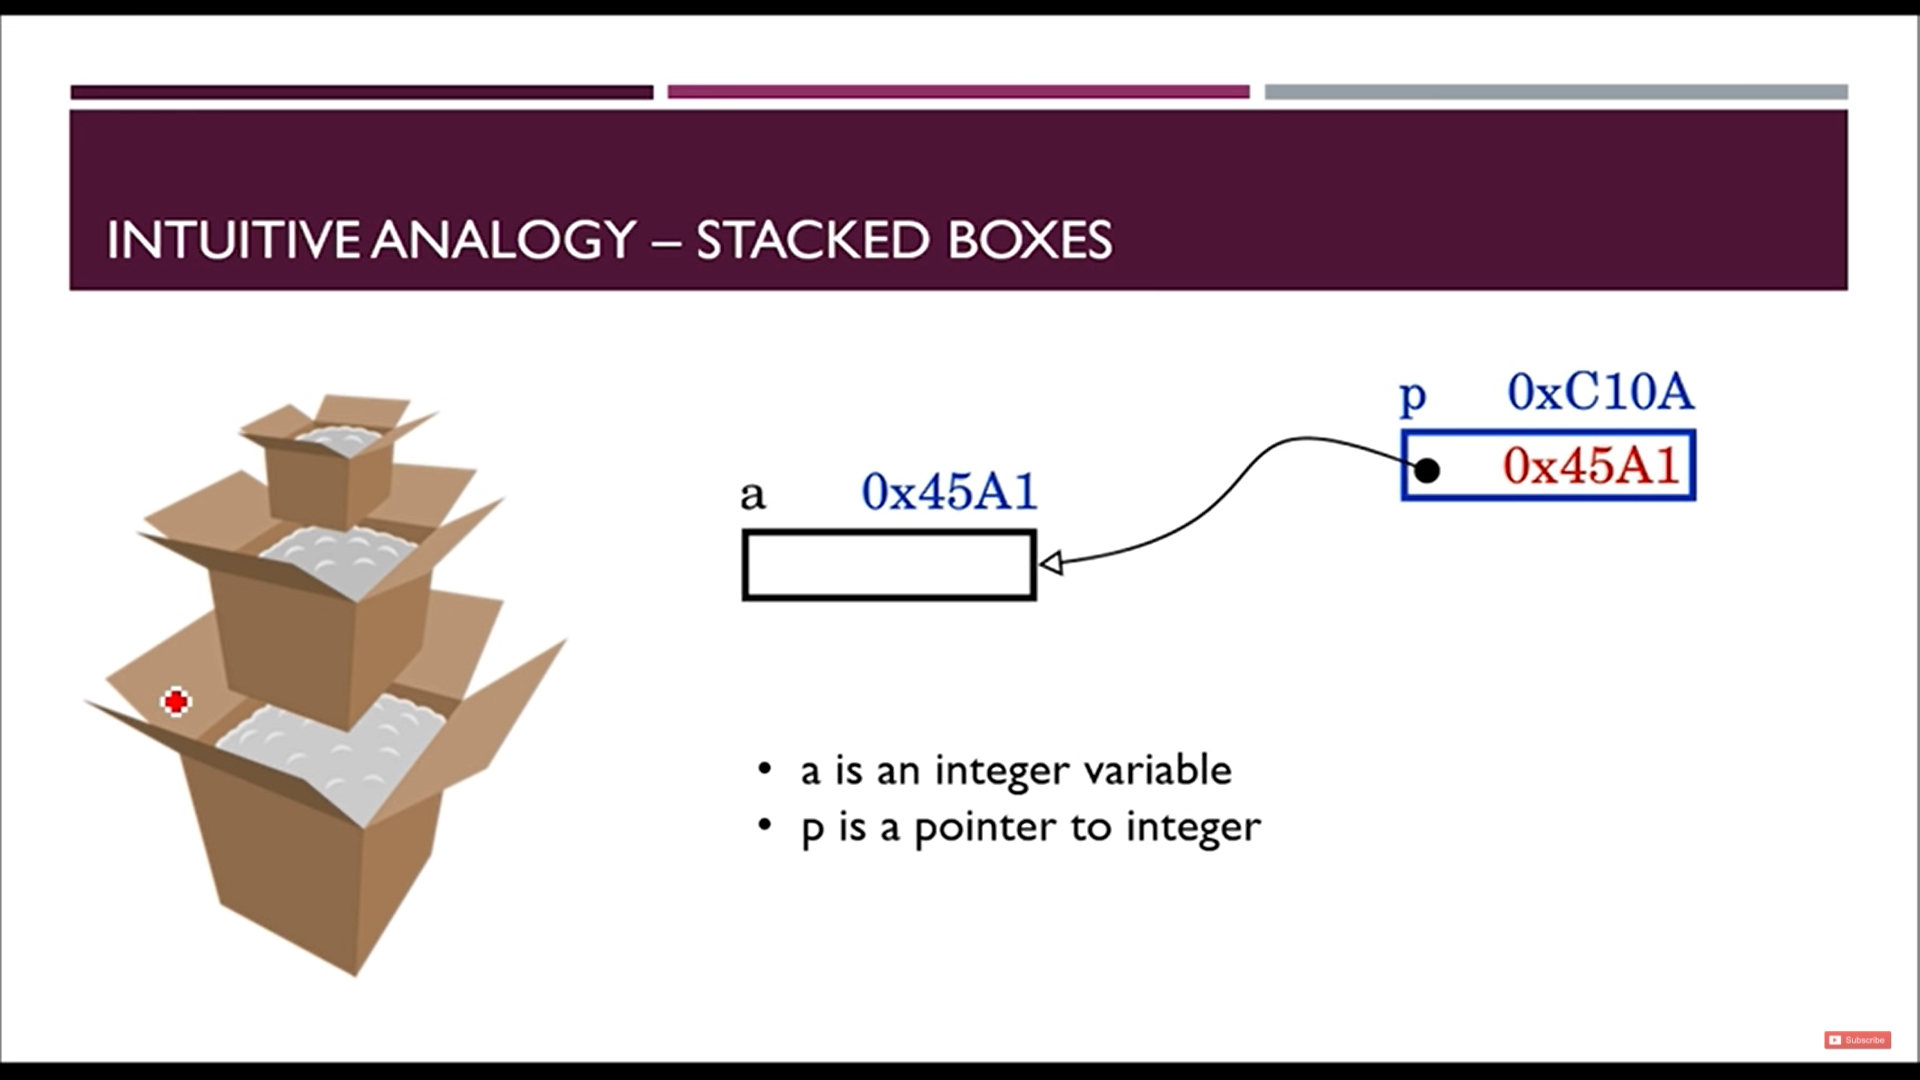 INTUITIVE ANALOGY – STACKED BOXES
p 0xC10A
0x45A1
a 0x45A1
• a is an integer variable
• p is a pointer to integer
Subscribe